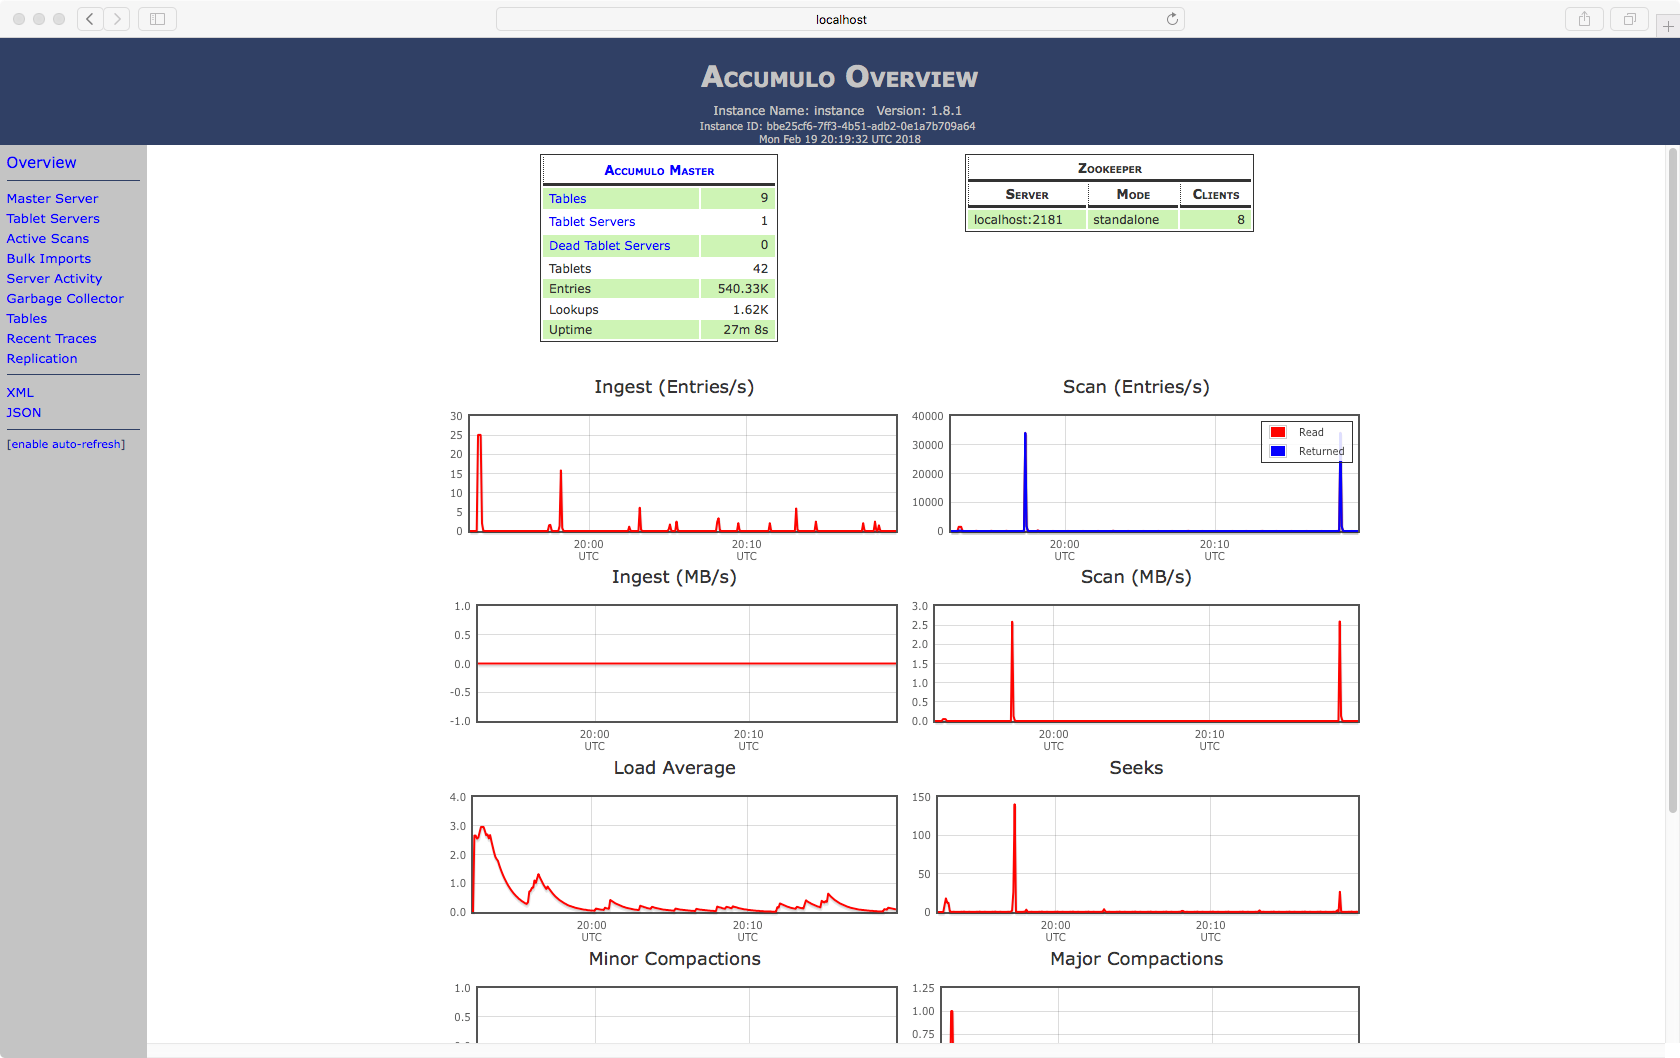 localhost
Accumulo Overview
Instance Name: instance Version: 1.8.1
Instance ID: bbe25cf6-7ff3-4b51-adb2-0e1a7b709a64
Mon Feb 19 20:19:32 UTC 2018
Overview
Master Server
Tablet Servers
Active Scans
Bulk Imports
Server Activity
Garbage Collector
Tables
Recent Traces
Replication
XML
JSON
[enable auto-refresh]
Accumulo Master
Tables 9
Tablet Servers 1
Dead Tablet Servers 0
Tablets 42
Entries 540.33K
Lookups 1.62K
Uptime 27m 8s
Zookeeper
Server Mode Clients
localhost:2181 standalone 8
Ingest (Entries/s)
30
25
20
15
10
5
0
20:00 UTC
20:10 UTC
Scan (Entries/s)
40000
30000
20000
10000
0
Read
Returned
20:00 UTC
20:10 UTC
Ingest (MB/s)
1.0
0.5
0.0
-0.5
-1.0
20:00 UTC
20:10 UTC
Scan (MB/s)
3.0
2.5
2.0
1.5
1.0
0.5
0.0
20:00 UTC
20:10 UTC
Load Average
4.0
3.0
2.0
1.0
0.0
20:00 UTC
20:10 UTC
Seeks
150
100
50
0
20:00 UTC
20:10 UTC
Minor Compactions
1.0
0.5
Major Compactions
1.25
1.00
0.75